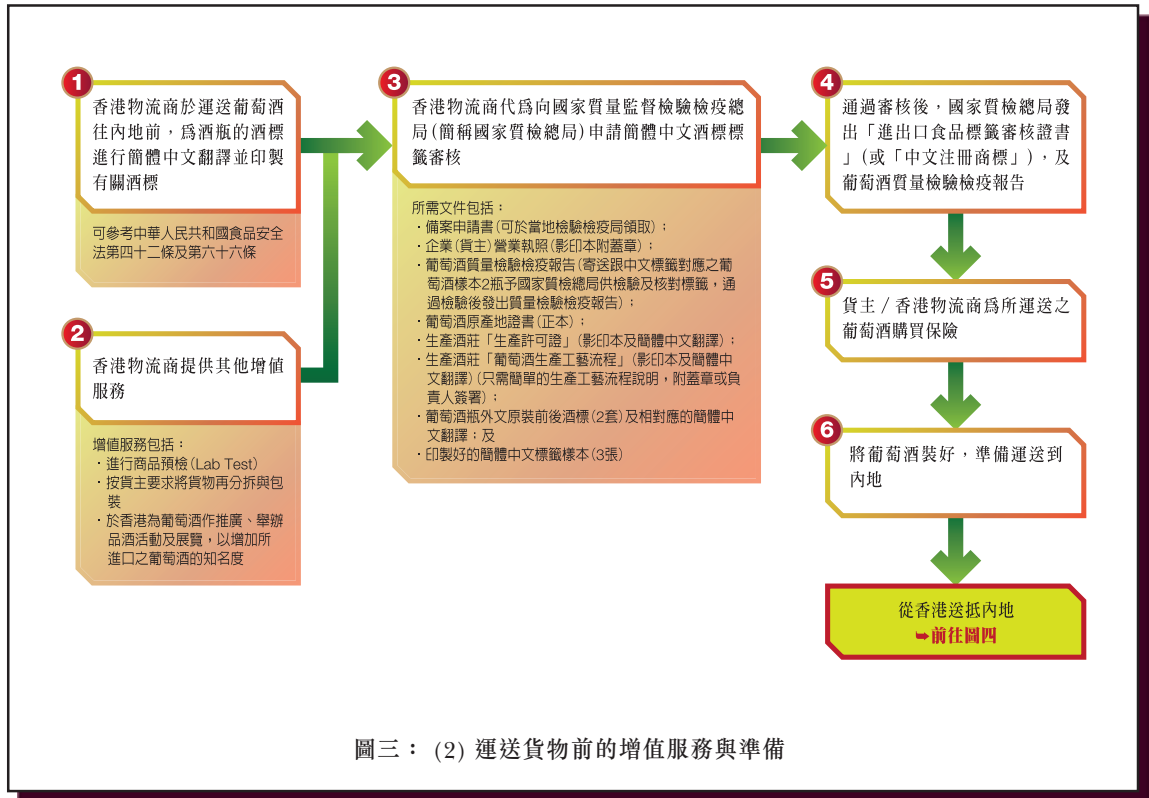 1
香港物流商於運送葡萄酒
往內地前，為酒瓶的酒標
進行簡體中文翻譯並印製
有關酒標
可參考中華人民共和國食品安全
法第四十二條及第六十六條
2
香港物流商提供其他增值
服務
增值服務包括：
·進行商品預檢(Lab Test)
·按貨主要求將貨物再分拆與包
裝
·於香港為葡萄酒作推廣、舉辦
品酒活動及展覽，以增加所
進口之葡萄酒的知名度
3
香港物流商代為向國家質量監督檢驗檢疫總
局(簡稱國家質檢總局)申請簡體中文酒標標
籤審核
所需文件包括：
·備案申請書(可於當地檢驗檢疫局領取)；
·企業(貨主)營業執照(影印本附蓋章)；
·葡萄酒質量檢驗檢疫報告(寄送跟中文標籤對應之葡
萄酒樣本2瓶予國家質檢總局供檢驗及核對標籤，通
過檢驗後發出質量檢驗檢疫報告)；
·葡萄酒原產地證書(正本)；
·生產酒莊「生產許可證」(影印本及簡體中文翻譯)；
·生產酒莊「葡萄酒生產工藝流程」(影印本及簡體中
文翻譯)(只需簡單的生產工藝流程說明，附蓋章或負
責人簽署)；
·葡萄酒瓶外文原裝前後酒標(2套)及相對應的簡體中
文翻譯；及
·印製好的簡體中文標籤樣本(3張)
4
通過審核後，國家質檢總局發
出「進出口食品標籤審核證書
」(或「中文注冊商標」)，及
葡萄酒質量檢驗檢疫報告
5
貨主／香港物流商為所運送之
葡萄酒購買保險
6
將葡萄酒裝好，準備運送到
內地
從香港送抵內地
➥前往圖四
圖三： (2) 運送貨物前的增值服務與準備